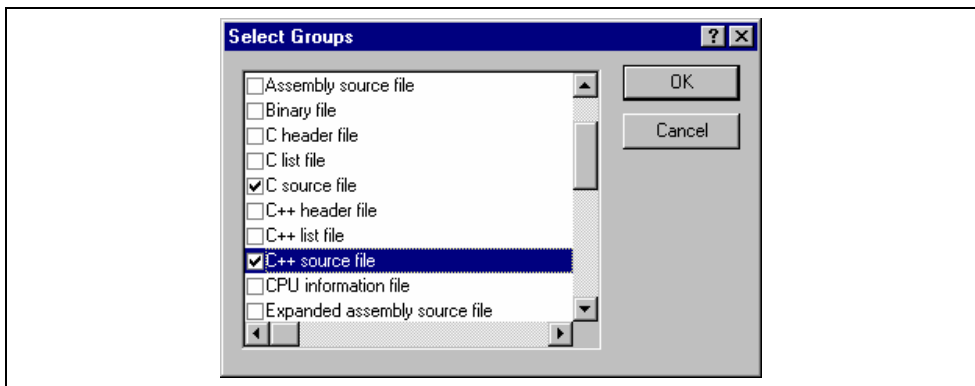 Select Groups
Assembly source file
Binary file
C header file
C list file
C source file
C++ header file
C++ list file
C++ source file
CPU information file
Expanded assembly source file
OK
Cancel